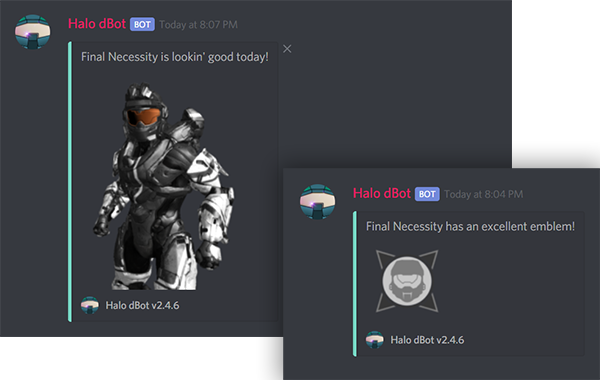 Halo dBot BOT Today at 8:07 PM
Final Necessity is lookin' good today!
Halo dBot v2.4.6
Halo dBot BOT Today at 8:04 PM
Final Necessity has an excellent emblem!
Halo dBot v2.4.6